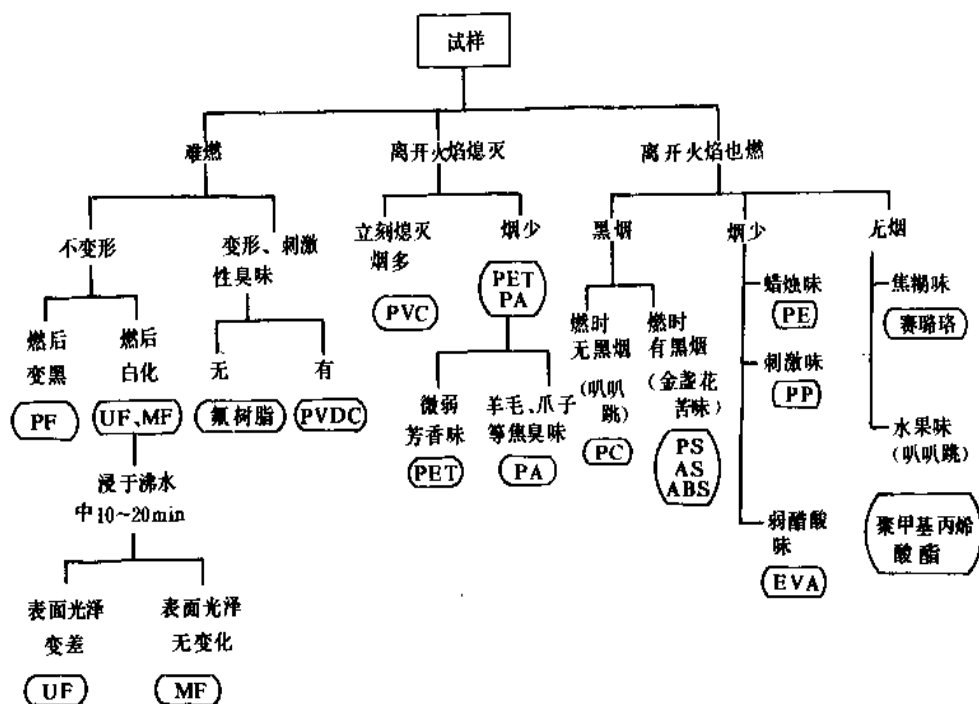 试样
难燃
离开火焰熄灭
离开火焰也燃
不变形
变形、刺激
性臭味
立刻熄灭
烟多
烟少
黑烟
烟少
无烟
PVC
PET
PA
蜡烛味
PE
焦糊味
赛璐珞
燃后
变黑
燃后
白化
无
有
燃时
无黑烟
燃时
有黑烟
(叭叭
跳)
(金盏花
苦味)
刺激味
PP
PF
UF、MF
氟树脂
PVDC
微弱
芳香味
羊毛、爪子
等焦臭味
PET
PA
PC
PS
AS
ABS
水果味
(叭叭跳)
浸于沸水
中10~20min
弱醋酸
味
EVA
聚甲基丙烯
酸酯
表面光泽
变差
表面光泽
无变化
UF
MF